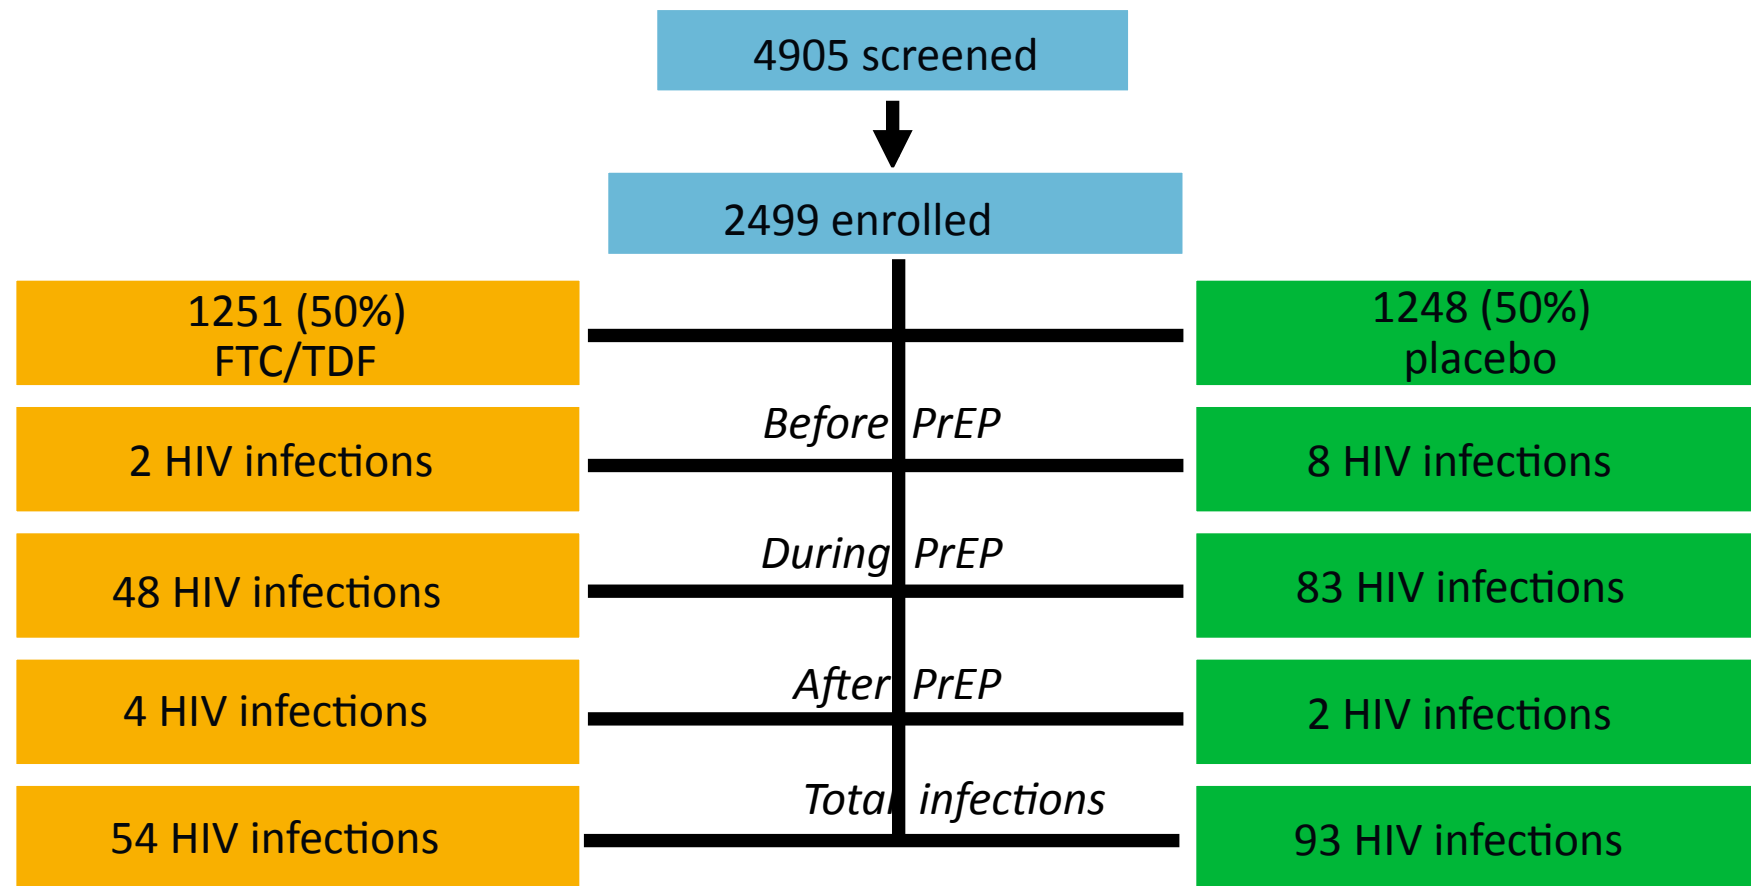 4905 screened
2499 enrolled
1251 (50%)
FTC/TDF
1248 (50%)
placebo
Before PrEP
2 HIV infections
8 HIV infections
During PrEP
48 HIV infections
83 HIV infections
After PrEP
4 HIV infections
2 HIV infections
Total infections
54 HIV infections
93 HIV infections